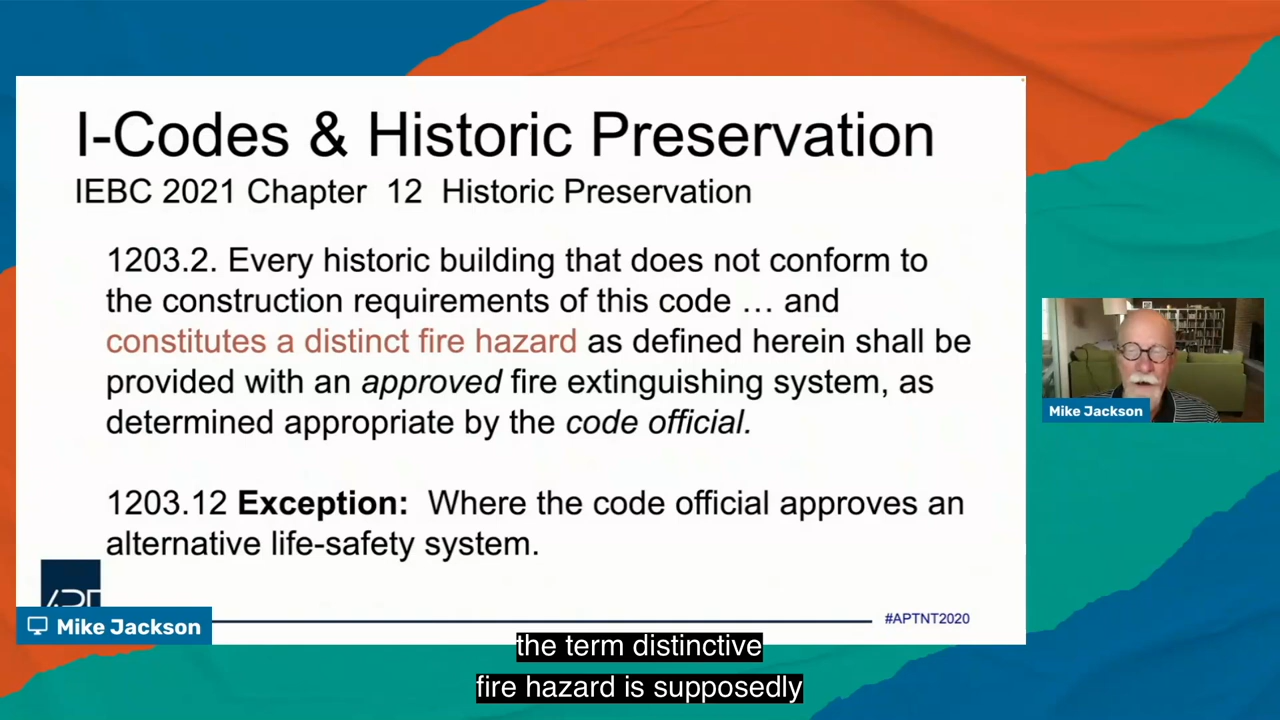 I-Codes & Historic Preservation
IEBC 2021 Chapter 12 Historic Preservation
1203.2. Every historic building that does not conform to
the construction requirements of this code … and
constitutes a distinct fire hazard as defined herein shall be
provided with an approved fire extinguishing system, as
determined appropriate by the code official.
1203.12 Exception: Where the code official approves an
alternative life-safety system.
Mike Jackson
Mike Jackson
#APTNT2020
the term distinctive
fire hazard is supposedly